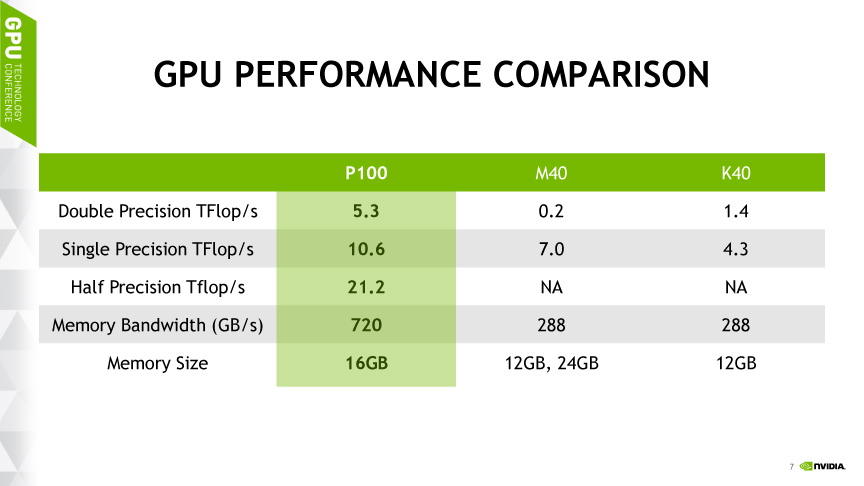 GPU TECHNOLOGY CONFERENCE
GPU PERFORMANCE COMPARISON
P100 M40 K40
Double Precision TFlop/s 5.3 0.2 1.4
Single Precision TFlop/s 10.6 7.0 4.3
Half Precision Tflop/s 21.2 NA NA
Memory Bandwidth (GB/s) 720 288 288
Memory Size 16GB 12GB, 24GB 12GB
7 NVIDIA.